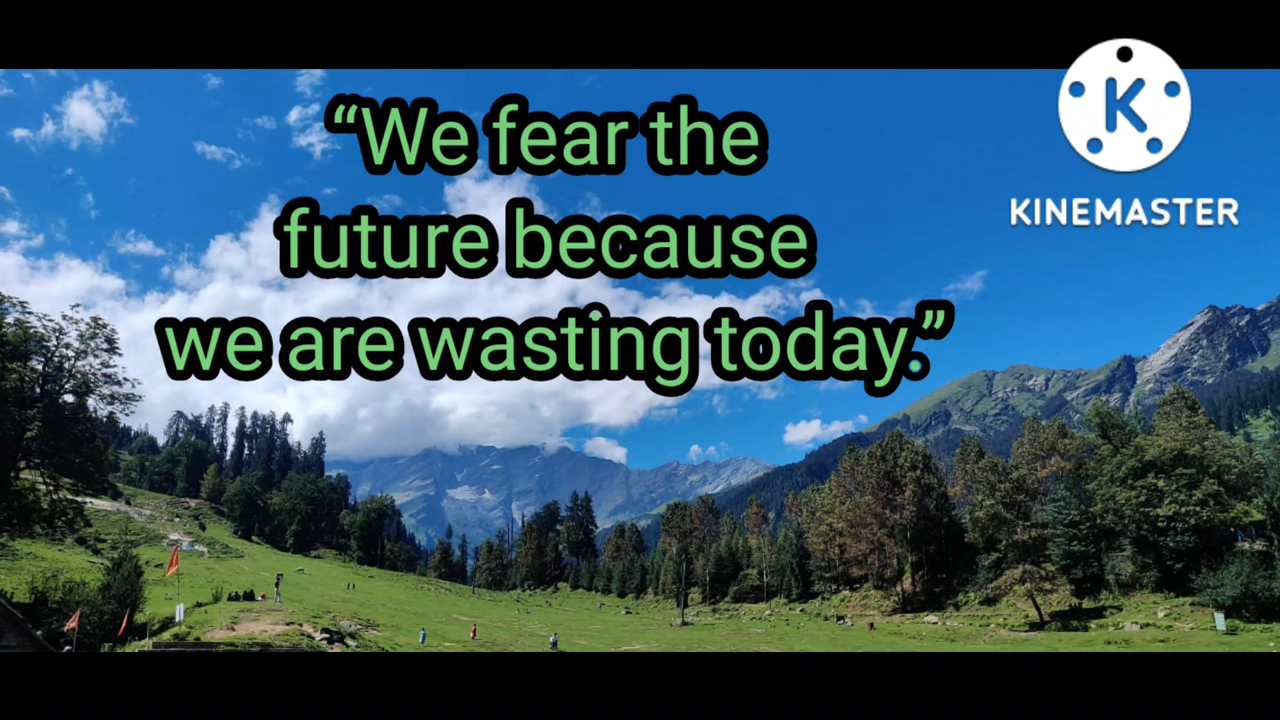 “We fear the
future because
we are wasting today.”
K
KINEMASTER